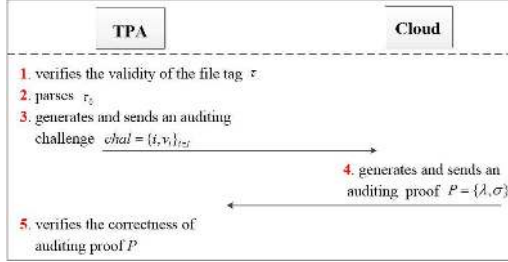 TPA
Cloud
1. verifies the validity of the file tag τ
2. parses τ₀
3. generates and sends an auditing
challenge chal = {i, vᵢ}ᵢ∈I
4. generates and sends an
auditing proof P = {λ, σ}
5. verifies the correctness of
auditing proof P